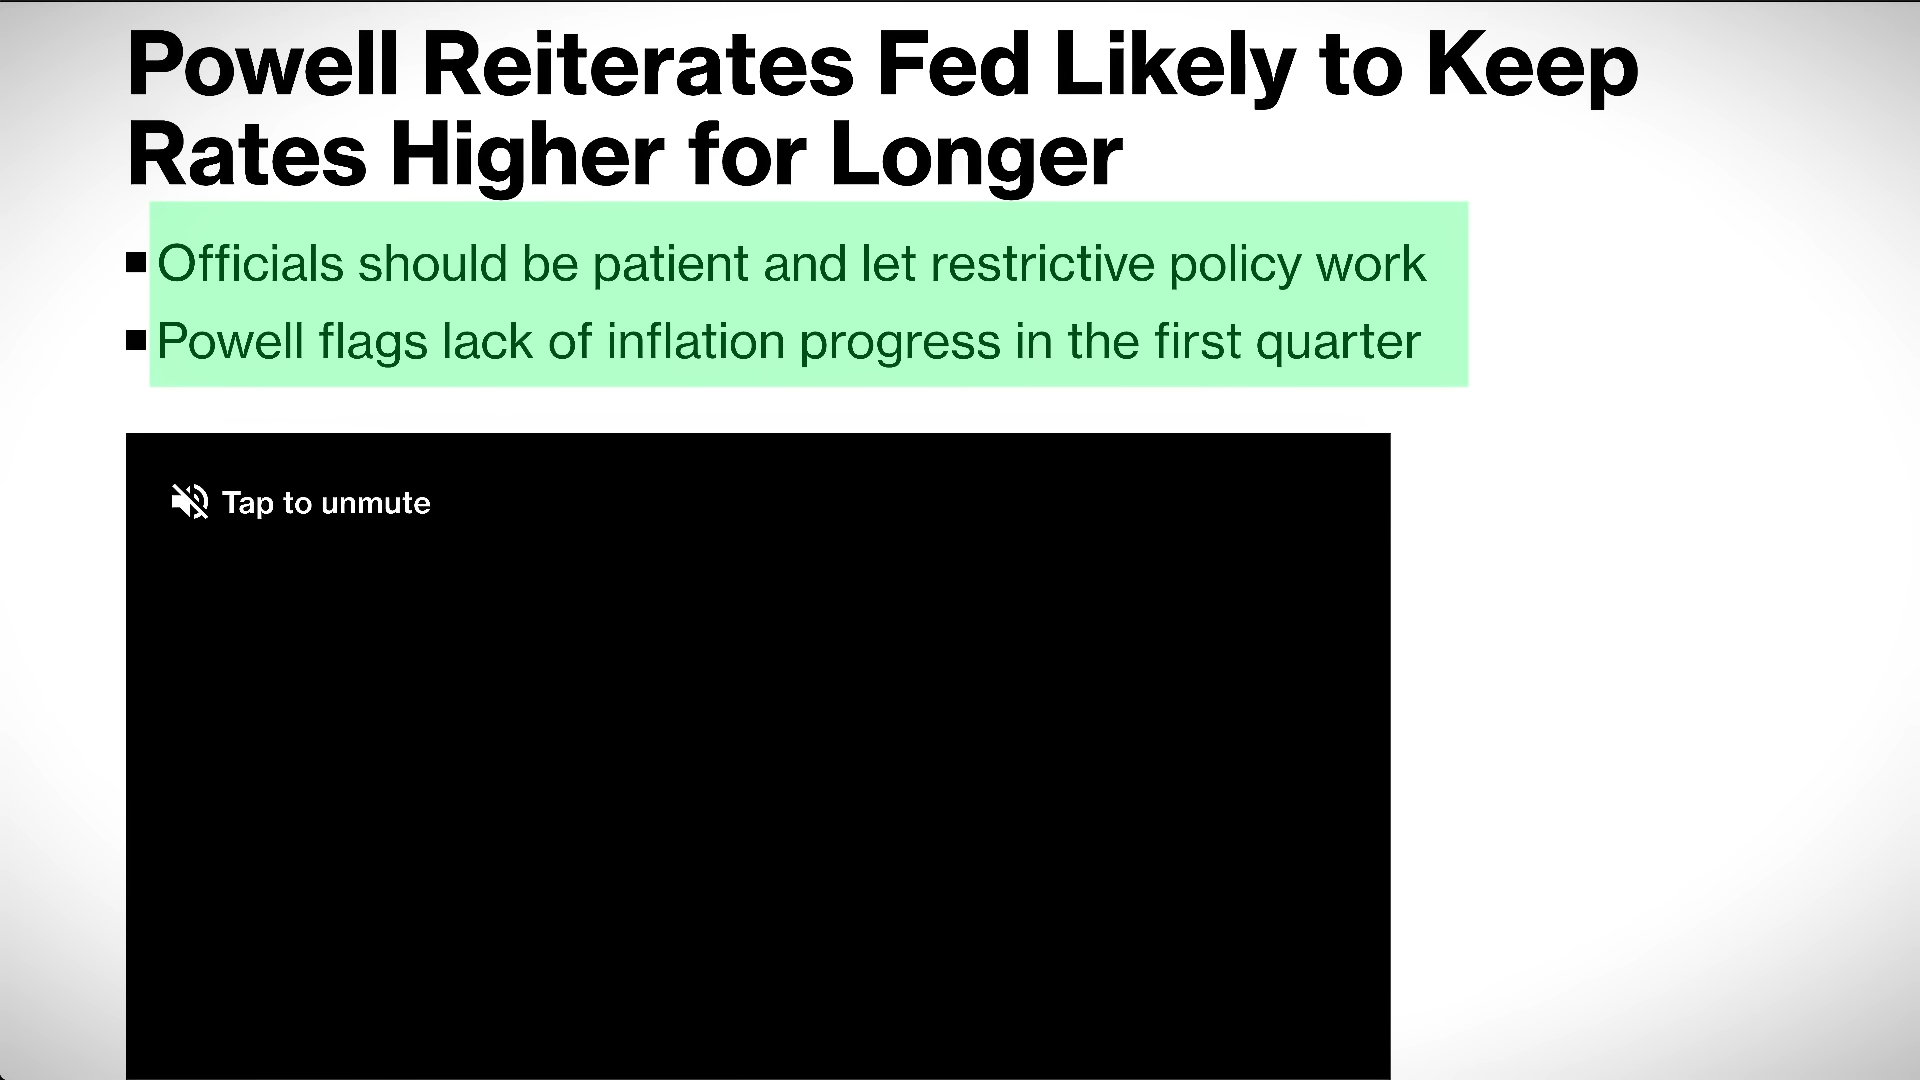 Powell Reiterates Fed Likely to Keep
Rates Higher for Longer
Officials should be patient and let restrictive policy work
Powell flags lack of inflation progress in the first quarter
Tap to unmute